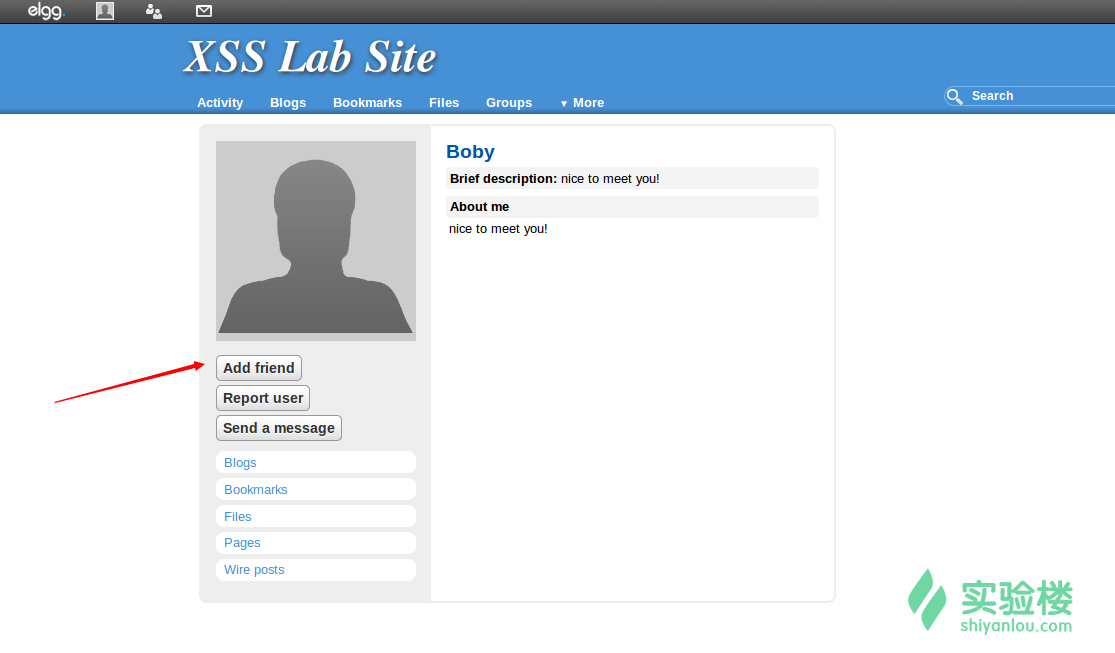 elgg.
XSS Lab Site
Activity Blogs Bookmarks Files Groups ▼ More
Search
Boby
Brief description: nice to meet you!
About me
nice to meet you!
Add friend
Report user
Send a message
Blogs
Bookmarks
Files
Pages
Wire posts
实验楼
shiyanlou.com